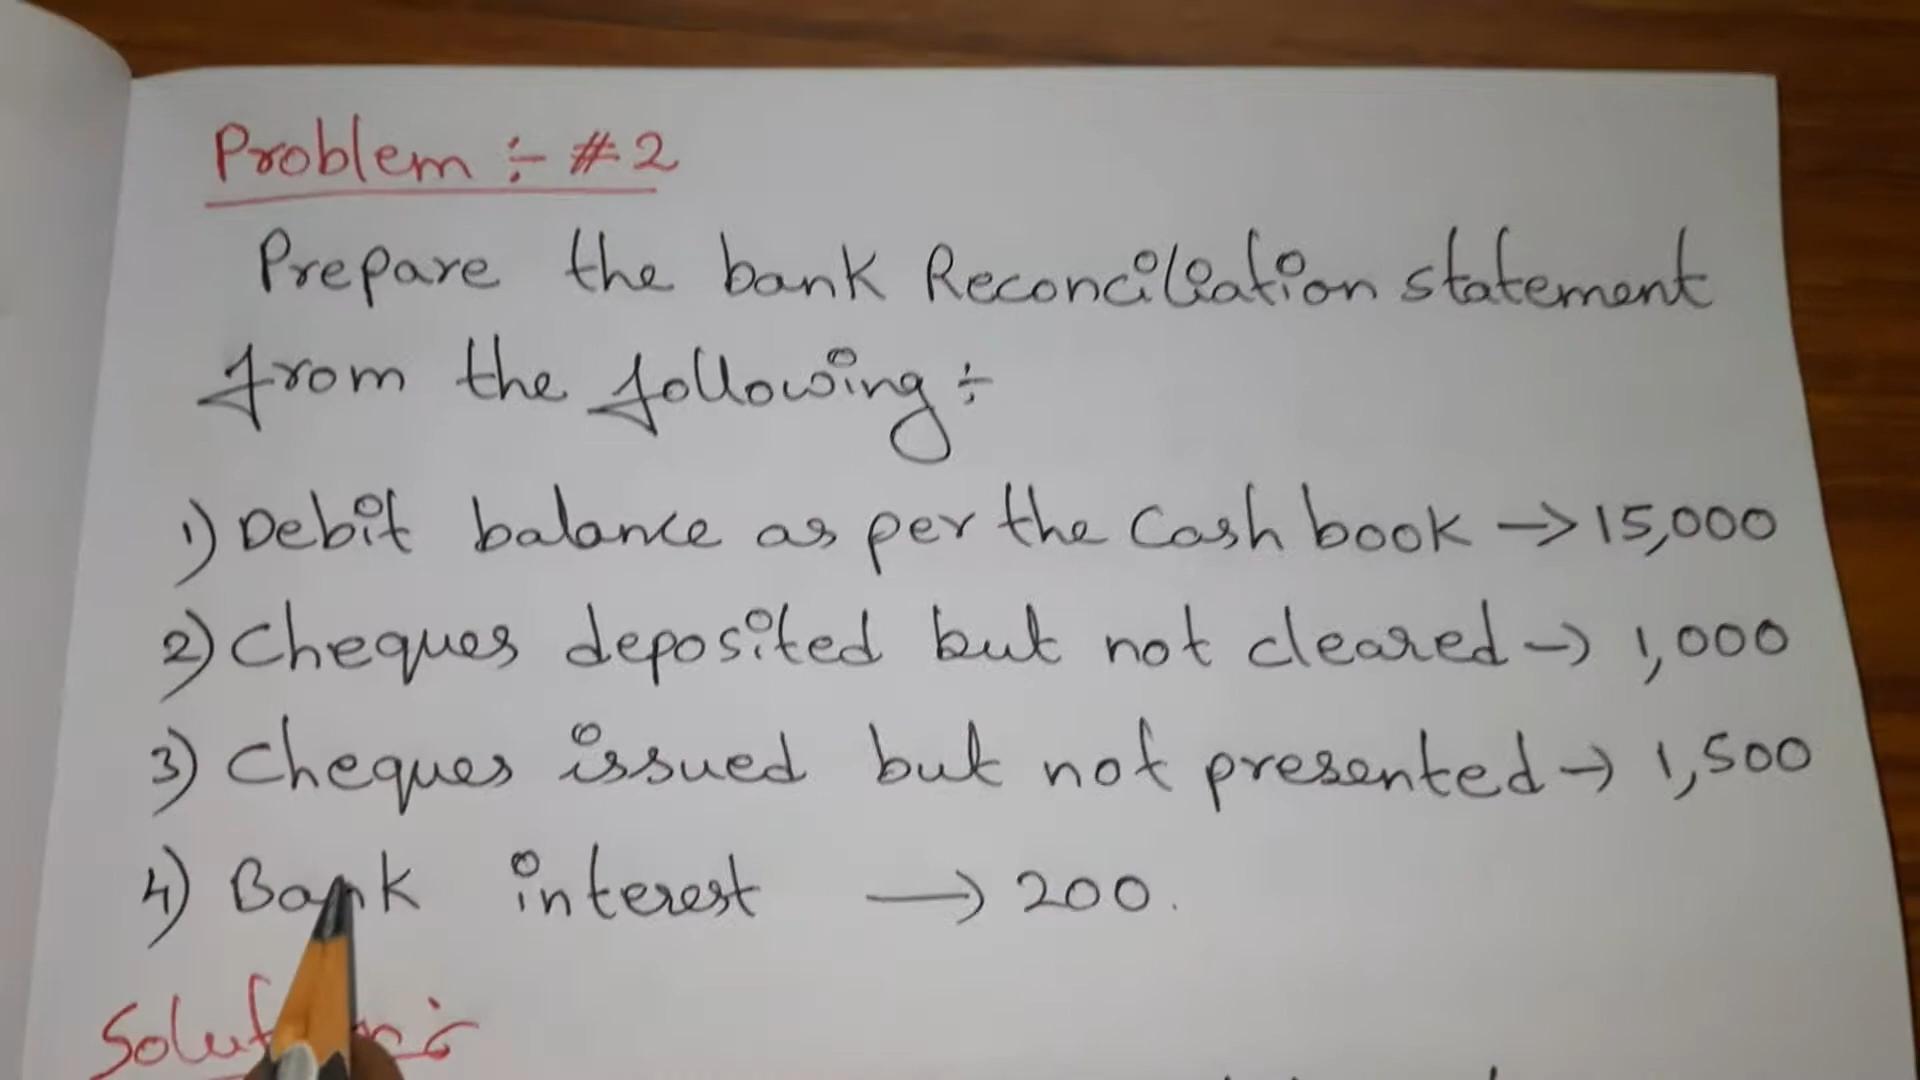 Problem :- #2
Prepare the bank Reconciliation statement
from the following :-
1) Debit balance as per the Cash book → 15,000
2) Cheques deposited but not cleared → 1,000
3) Cheques issued but not presented → 1,500
4) Bank interest → 200.